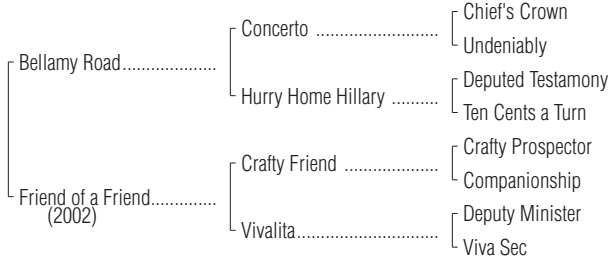 Chief's Crown
Concerto ..........................
Undeniably
Bellamy Road....................
Deputed Testamony
Hurry Home Hillary ..........
Ten Cents a Turn
Crafty Prospector
Crafty Friend ....................
Companionship
Friend of a Friend..............
(2002)
Deputy Minister
Vivalita..............................
Viva Sec